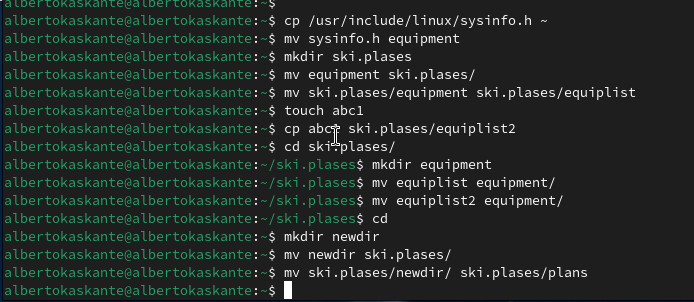 albertokaskante@albertokaskante:~$
albertokaskante@albertokaskante:~$ cp /usr/include/linux/sysinfo.h ~
albertokaskante@albertokaskante:~$ mv sysinfo.h equipment
albertokaskante@albertokaskante:~$ mkdir ski.plases
albertokaskante@albertokaskante:~$ mv equipment ski.plases/
albertokaskante@albertokaskante:~$ mv ski.plases/equipment ski.plases/equiplist
albertokaskante@albertokaskante:~$ touch abc1
albertokaskante@albertokaskante:~$ cp abc1 ski.plases/equiplist2
albertokaskante@albertokaskante:~$ cd ski.plases/
albertokaskante@albertokaskante:~/ski.plases$ mkdir equipment
albertokaskante@albertokaskante:~/ski.plases$ mv equiplist equipment/
albertokaskante@albertokaskante:~/ski.plases$ mv equiplist2 equipment/
albertokaskante@albertokaskante:~/ski.plases$ cd
albertokaskante@albertokaskante:~$ mkdir newdir
albertokaskante@albertokaskante:~$ mv newdir ski.plases/
albertokaskante@albertokaskante:~$ mv ski.plases/newdir/ ski.plases/plans
albertokaskante@albertokaskante:~$